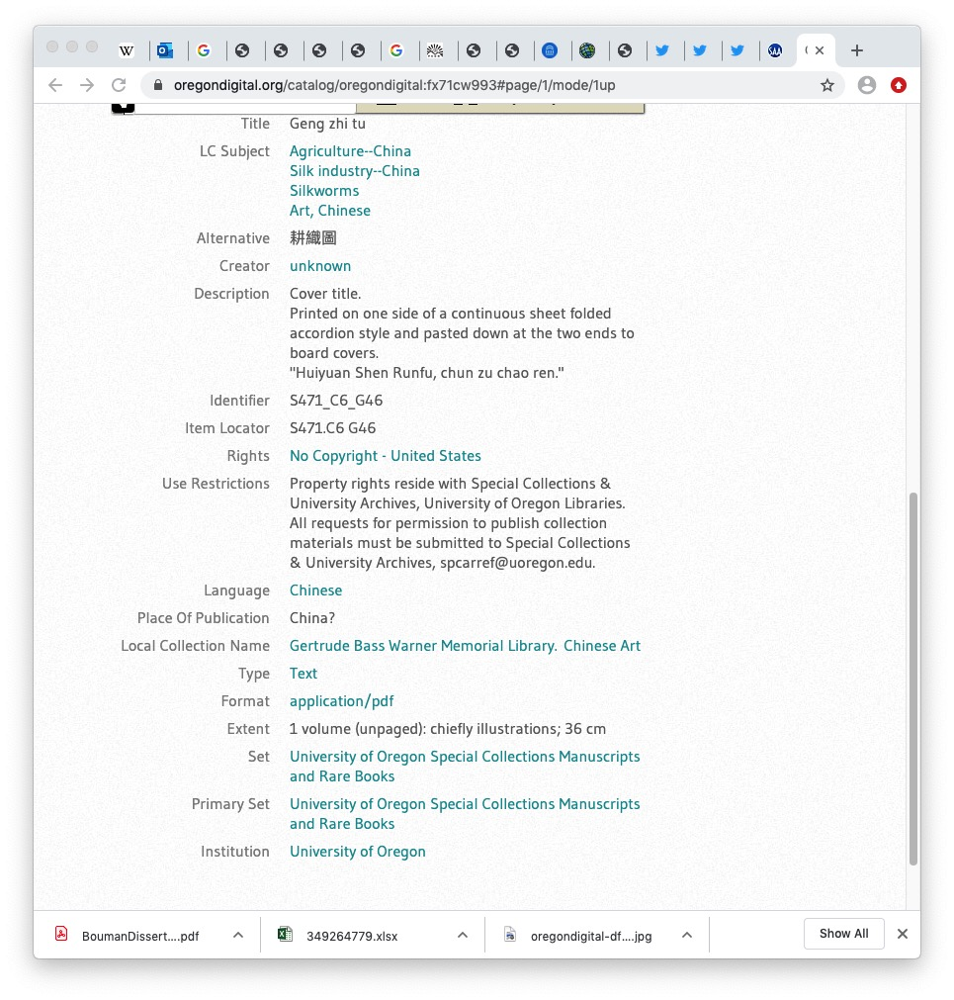 W
G
G
SAA
oregondigital.org/catalog/oregondigital:fx71cw993#page/1/mode/1up
Title Geng zhi tu
LC Subject Agriculture--China
Silk industry--China
Silkworms
Art, Chinese
Alternative 耕織圖
Creator unknown
Description Cover title.
Printed on one side of a continuous sheet folded
accordion style and pasted down at the two ends to
board covers.
"Huiyuan Shen Runfu, chun zu chao ren."
Identifier S471_C6_G46
Item Locator S471.C6 G46
Rights No Copyright - United States
Use Restrictions Property rights reside with Special Collections &
University Archives, University of Oregon Libraries.
All requests for permission to publish collection
materials must be submitted to Special Collections
& University Archives, spcarref@uoregon.edu.
Language Chinese
Place Of Publication China?
Local Collection Name Gertrude Bass Warner Memorial Library. Chinese Art
Type Text
Format application/pdf
Extent 1 volume (unpaged): chiefly illustrations; 36 cm
Set University of Oregon Special Collections Manuscripts
and Rare Books
Primary Set University of Oregon Special Collections Manuscripts
and Rare Books
Institution University of Oregon
BoumanDissert....pdf
349264779.xlsx
oregondigital-df....jpg
Show All